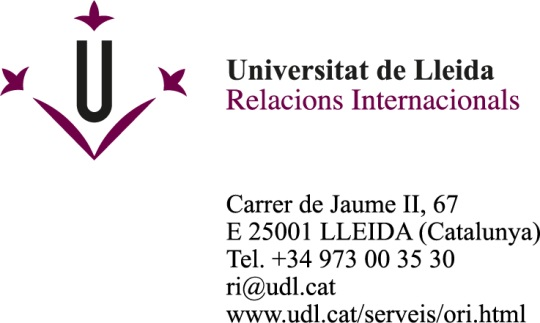 U
Universitat de Lleida
Relacions Internacionals
Carrer de Jaume II, 67
E 25001 LLEIDA (Catalunya)
Tel. +34 973 00 35 30
ri@udl.cat
www.udl.cat/serveis/ori.html